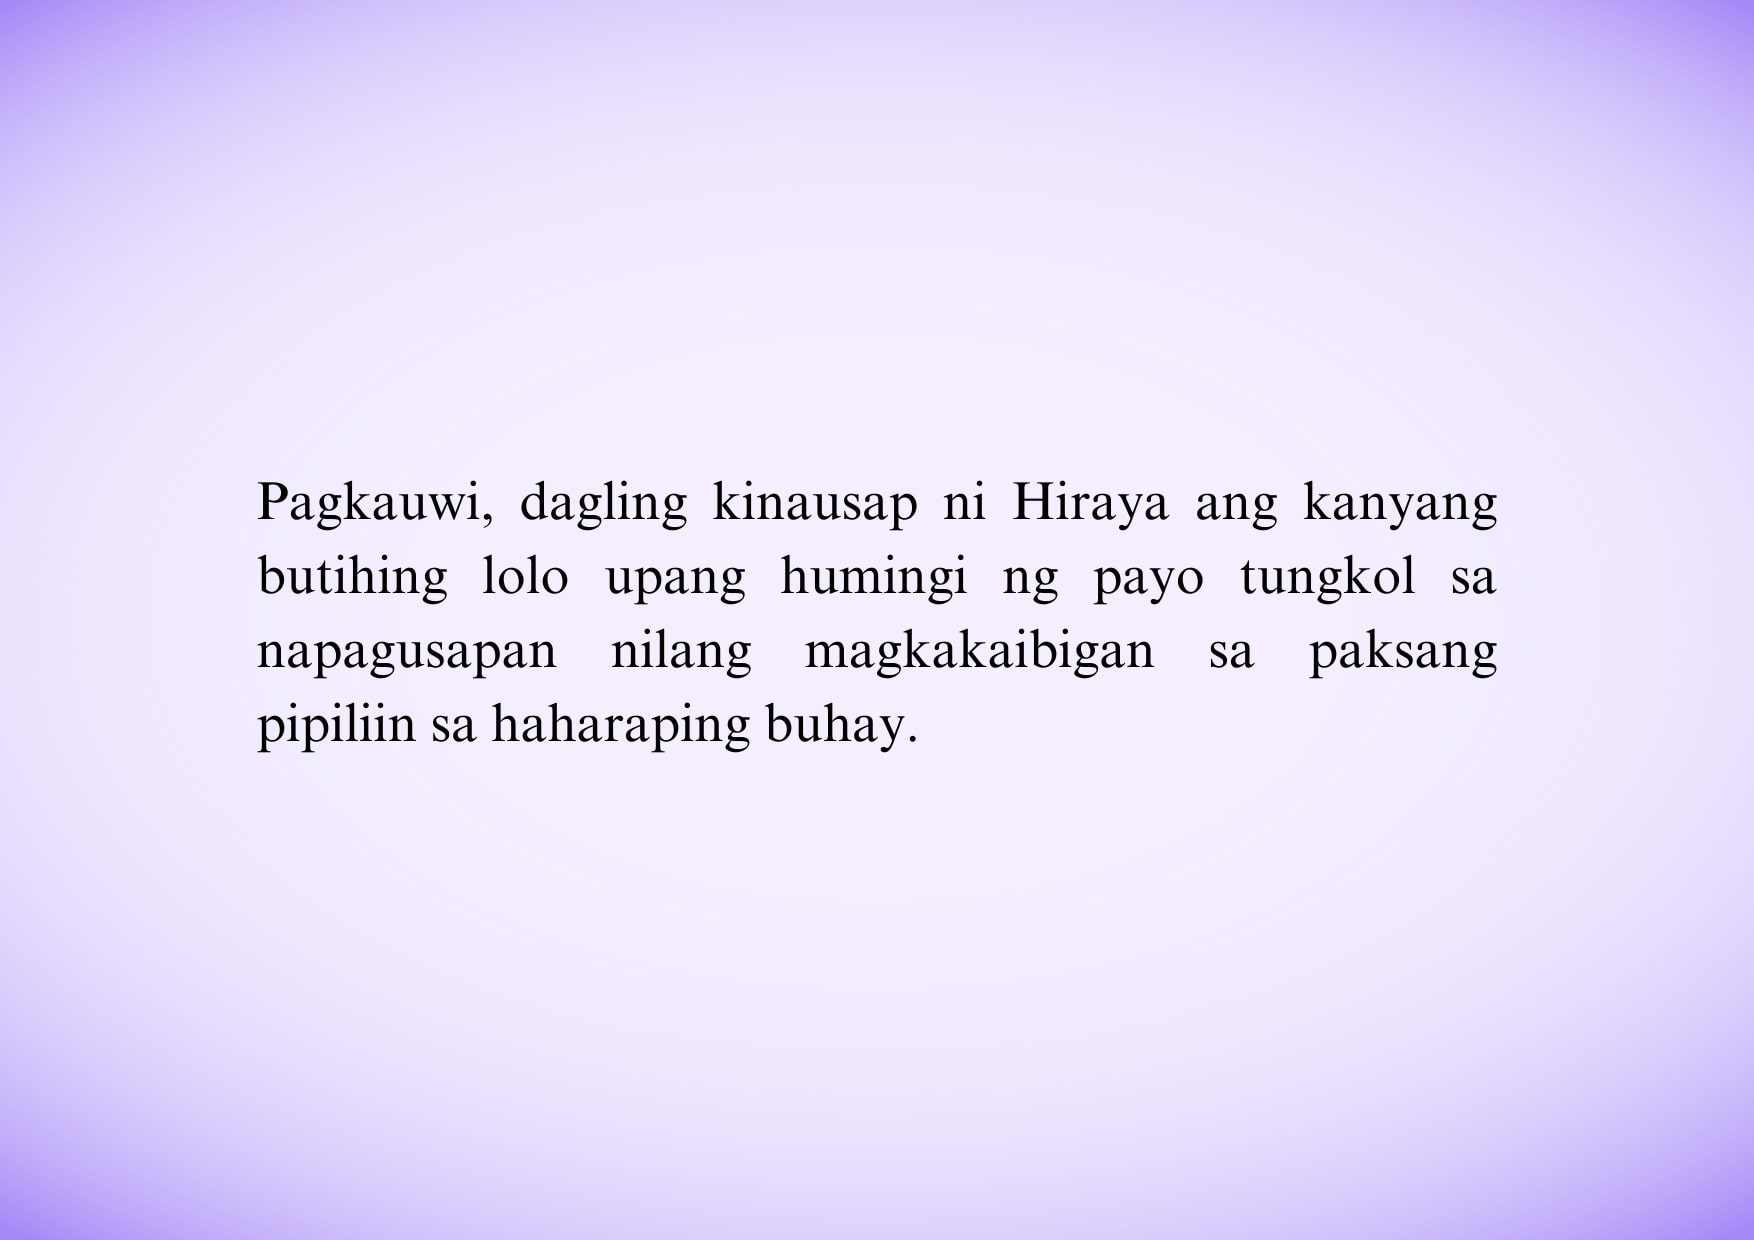 Pagkauwi, dagling kinausap ni Hiraya ang kanyang
butihing lolo upang humingi ng payo tungkol sa
napagusapan nilang magkakaibigan sa paksang
pipiliin sa haharaping buhay.